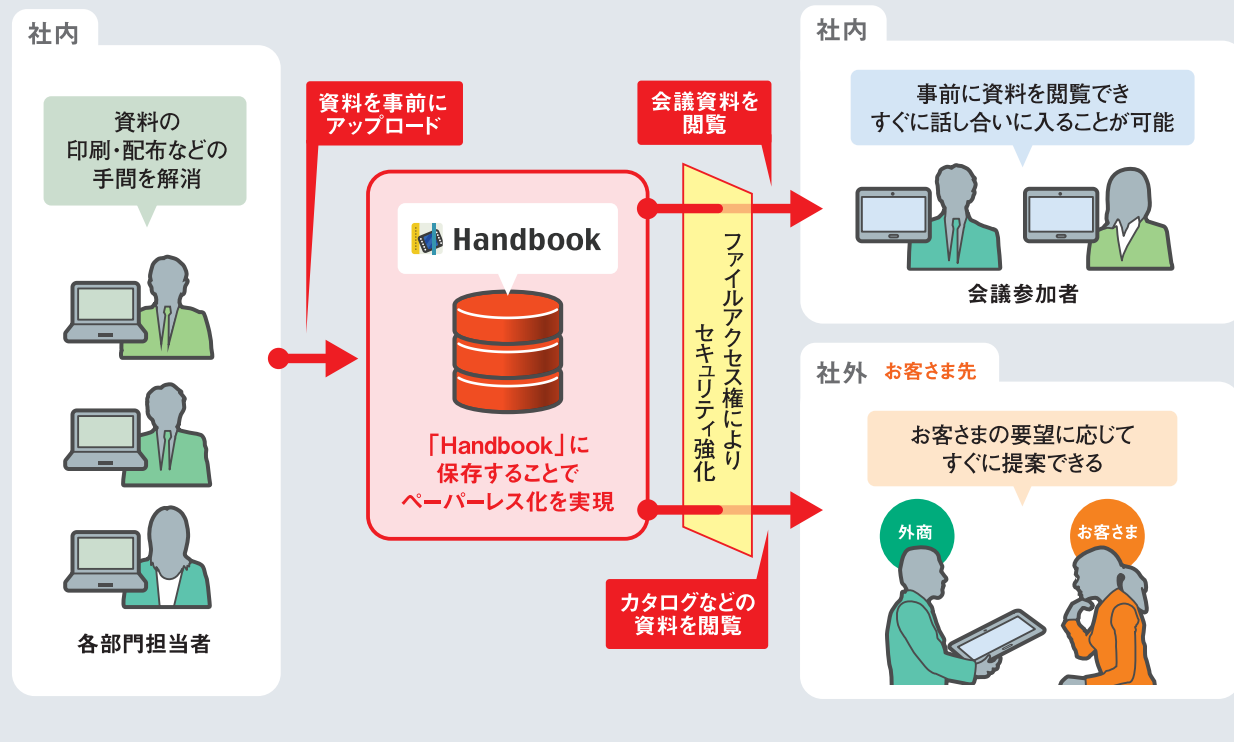 社内
資料の
印刷・配布などの
手間を解消
各部門担当者
資料を事前に
アップロード
Handbook
「Handbook」に
保存することで
ペーパーレス化を実現
会議資料を
閲覧
ファイルアクセス権により
セキュリティ強化
カタログなどの
資料を閲覧
社内
事前に資料を閲覧でき
すぐに話し合いに入ることが可能
会議参加者
社外 お客さま先
お客さまの要望に応じて
すぐに提案できる
外商
お客さま